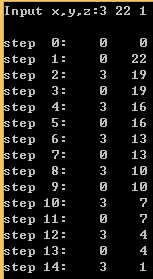 Input x,y,z:3 22 1
step  0:    0    0
step  1:    0   22
step  2:    3   19
step  3:    0   19
step  4:    3   16
step  5:    0   16
step  6:    3   13
step  7:    0   13
step  8:    3   10
step  9:    0   10
step 10:    3    7
step 11:    0    7
step 12:    3    4
step 13:    0    4
step 14:    3    1